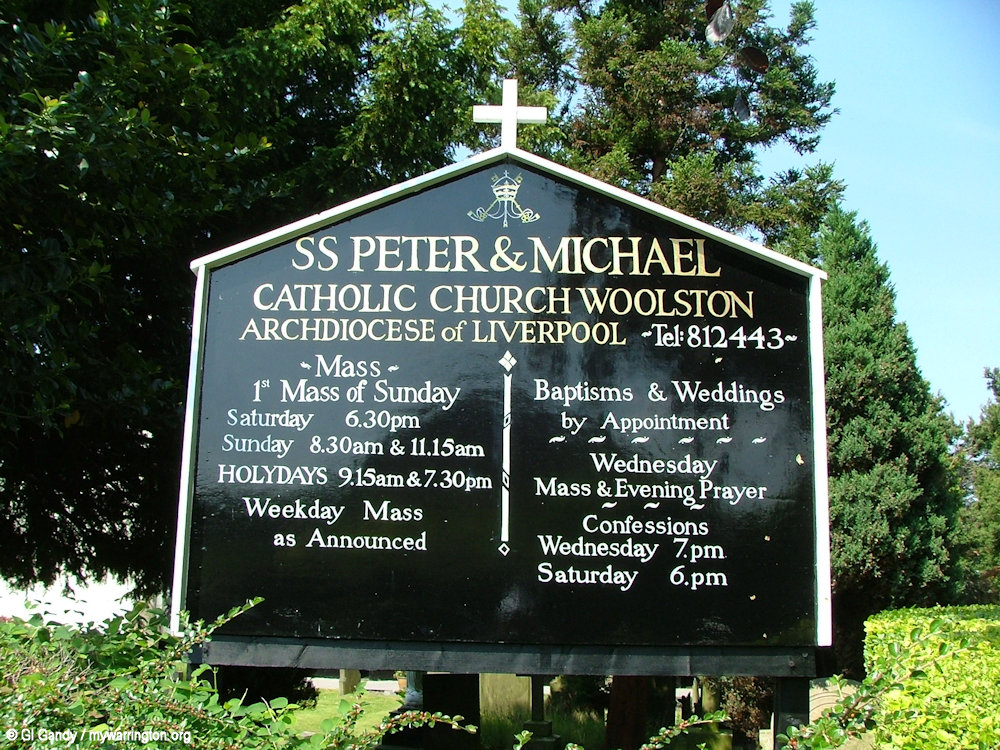 SS PETER & MICHAEL
CATHOLIC CHURCH WOOLSTON
ARCHDIOCESE of LIVERPOOL ~Tel: 812443~
~ Mass ~
1st Mass of Sunday
Saturday 6.30pm
Sunday 8.30am & 11.15am
HOLYDAYS 9.15am & 7.30pm
Weekday Mass
as Announced
Baptisms & Weddings
by Appointment
~ ~ ~ ~ ~ ~
Wednesday
Mass & Evening Prayer
~ ~ ~
Confessions
Wednesday 7.pm
Saturday 6.pm
© GI Gandy / mywarrington.org